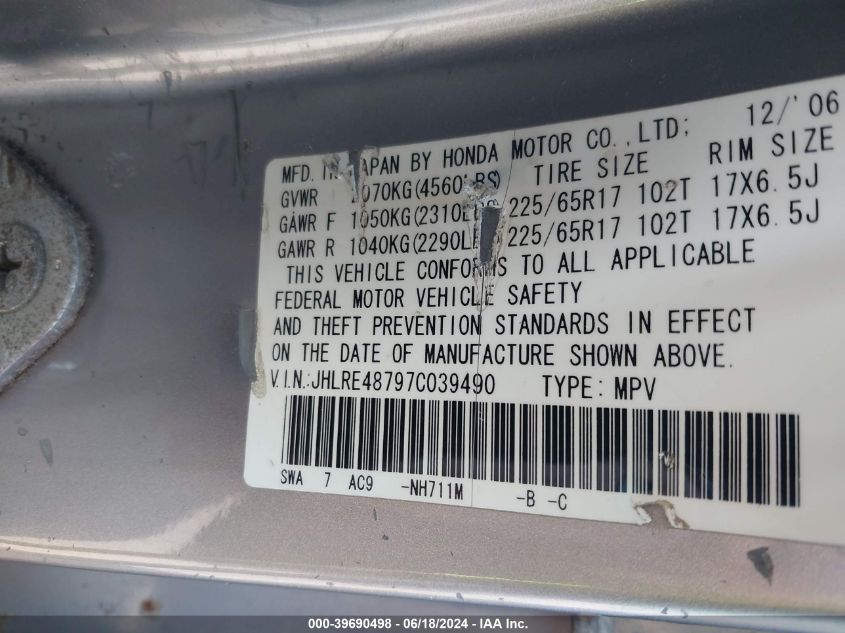 MFD. IN JAPAN BY HONDA MOTOR CO.,LTD; 12/'06
GVWR 2070KG(4560LBS) TIRE SIZE RIM SIZE
GAWR F 1050KG(2310LBS) 225/65R17 102T 17X6.5J
GAWR R 1040KG(2290LB 225/65R17 102T 17X6.5J
THIS VEHICLE CONFORMS TO ALL APPLICABLE
FEDERAL MOTOR VEHICLE SAFETY
AND THEFT PREVENTION STANDARDS IN EFFECT
ON THE DATE OF MANUFACTURE SHOWN ABOVE.
V.I.N.:JHLRE48797C039490 TYPE:MPV
SWA 7 AC9 -NH711M -B -C
000-39690498 - 06/18/2024 - IAA Inc.